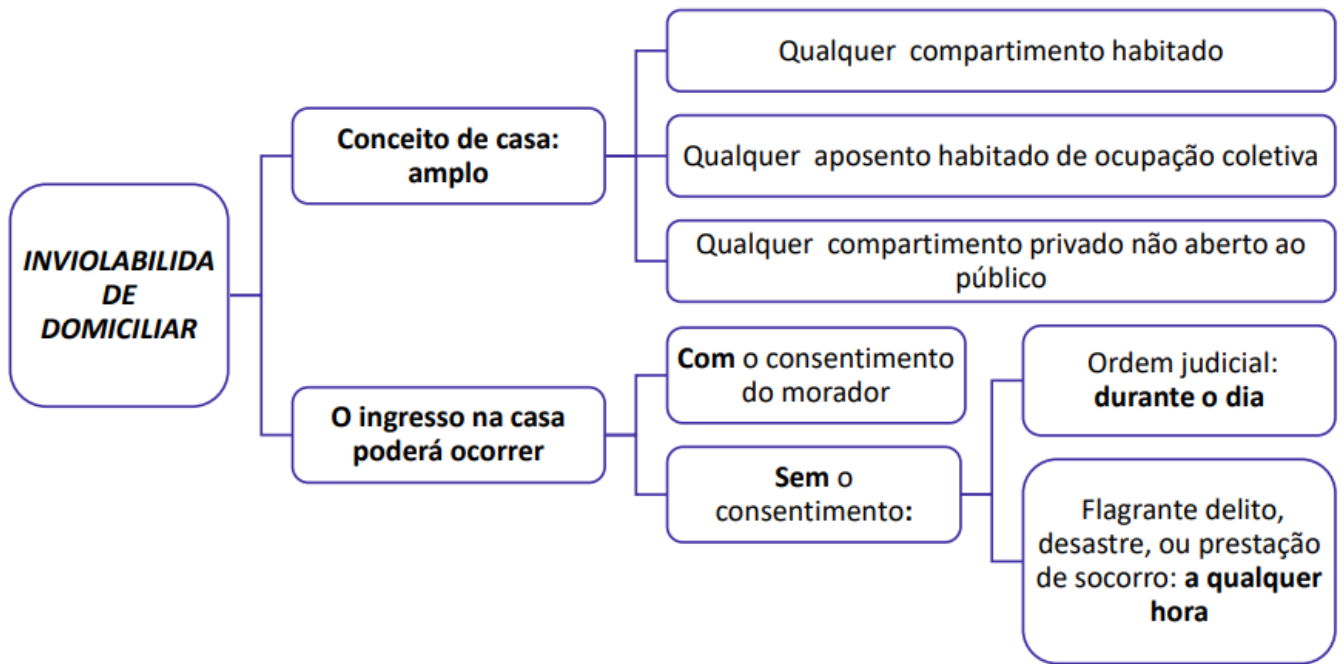 INVIOLABILIDA
DE
DOMICILIAR
Conceito de casa:
amplo
Qualquer compartimento habitado
Qualquer aposento habitado de ocupação coletiva
Qualquer compartimento privado não aberto ao
público
O ingresso na casa
poderá ocorrer
Com o consentimento
do morador
Sem o
consentimento:
Ordem judicial:
durante o dia
Flagrante delito,
desastre, ou prestação
de socorro: a qualquer
hora